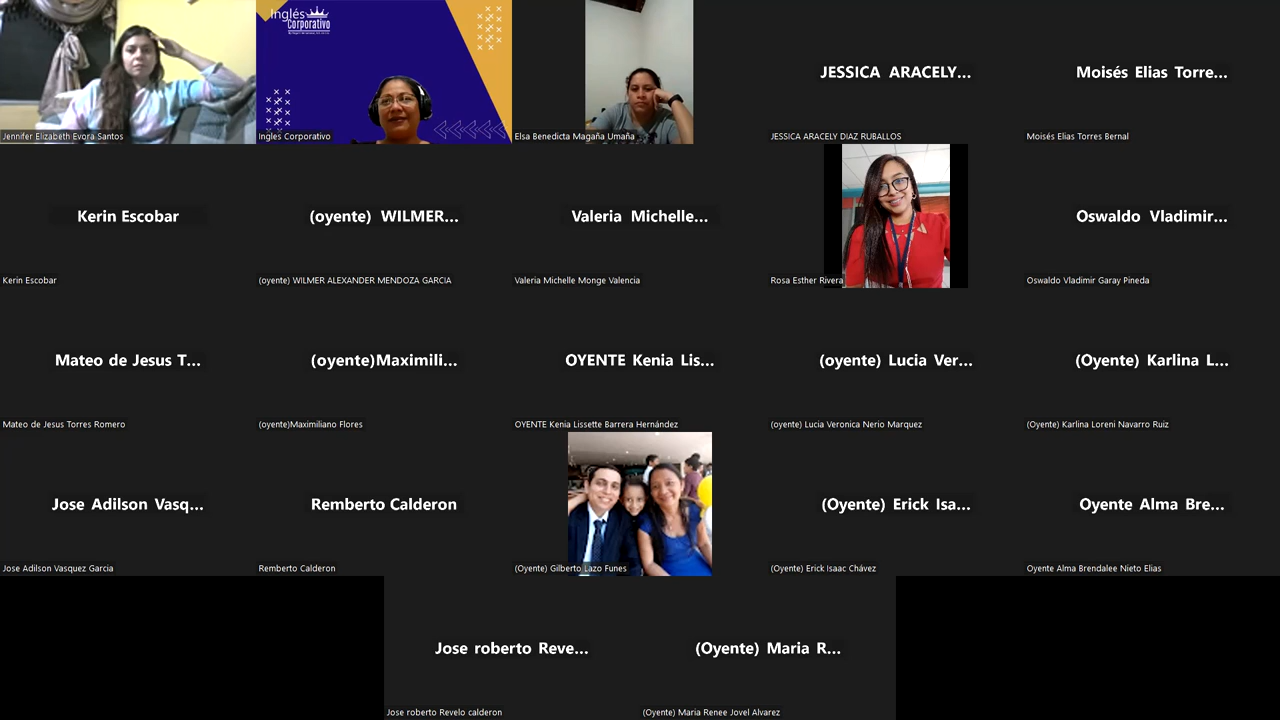 Inglés
Corporativo
Jennifer Elizabeth Evora Santos
Ingles Corporativo
Elsa Benedicta Magaña Umaña
JESSICA ARACELY...
JESSICA ARACELY DIAZ RUBALLOS
Moisés Elias Torre...
Moisés Elias Torres Bernal
Kerin Escobar
Kerin Escobar
(oyente) WILMER...
(oyente) WILMER ALEXANDER MENDOZA GARCIA
Valeria Michelle...
Valeria Michelle Monge Valencia
Rosa Esther Rivera
Oswaldo Vladimir...
Oswaldo Vladimir Garay Pineda
Mateo de Jesus T...
Mateo de Jesus Torres Romero
(oyente)Maximili...
(oyente)Maximiliano Flores
OYENTE Kenia Lis...
OYENTE Kenia Lissette Barrera Hernández
(oyente) Lucia Ver...
(oyente) Lucia Veronica Nerio Marquez
(Oyente) Karlina L...
(Oyente) Karlina Loreni Navarro Ruiz
Jose Adilson Vasq...
Jose Adilson Vasquez Garcia
Remberto Calderon
Remberto Calderon
(Oyente) Gilberto Lazo Funes
(Oyente) Erick Isa...
(Oyente) Erick Isaac Chávez
Oyente Alma Bre...
Oyente Alma Brendalee Nieto Elias
Jose roberto Reve...
Jose roberto Revelo calderon
(Oyente) Maria R...
(Oyente) Maria Renee Jovel Alvarez